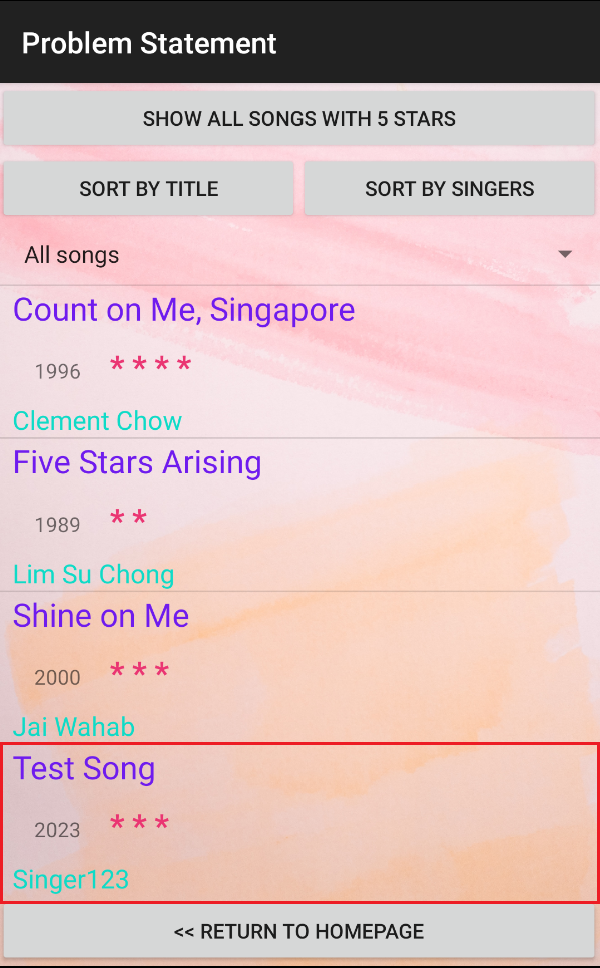 Problem Statement
SHOW ALL SONGS WITH 5 STARS
SORT BY TITLE
SORT BY SINGERS
All songs
Count on Me, Singapore
1996 * * * *
Clement Chow
Five Stars Arising
1989 * *
Lim Su Chong
Shine on Me
2000 * * *
Jai Wahab
Test Song
2023 * * *
Singer123
<< RETURN TO HOMEPAGE